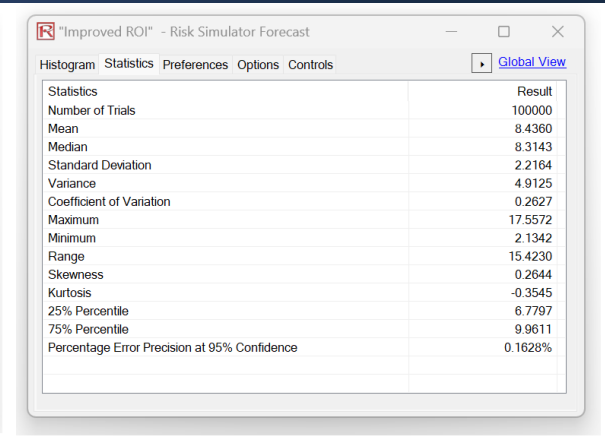 "Improved ROI" - Risk Simulator Forecast
Histogram Statistics Preferences Options Controls Global View
Statistics Result
Number of Trials 100000
Mean 8.4360
Median 8.3143
Standard Deviation 2.2164
Variance 4.9125
Coefficient of Variation 0.2627
Maximum 17.5572
Minimum 2.1342
Range 15.4230
Skewness 0.2644
Kurtosis -0.3545
25% Percentile 6.7797
75% Percentile 9.9611
Percentage Error Precision at 95% Confidence 0.1628%